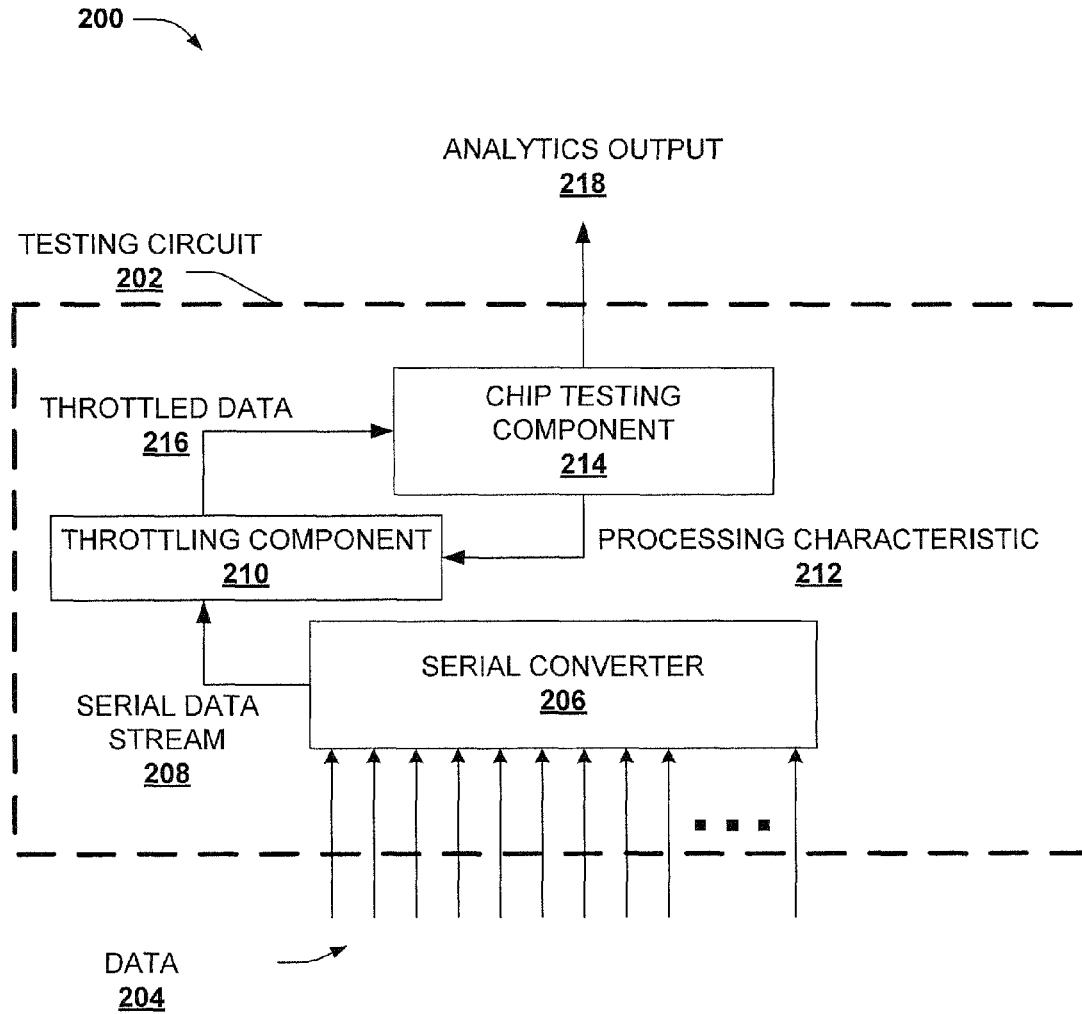 200
ANALYTICS OUTPUT
218
TESTING CIRCUIT
202
CHIP TESTING
COMPONENT
214
THROTTLED DATA
216
THROTTLING COMPONENT
210
PROCESSING CHARACTERISTIC
212
SERIAL CONVERTER
206
SERIAL DATA
STREAM
208
DATA
204